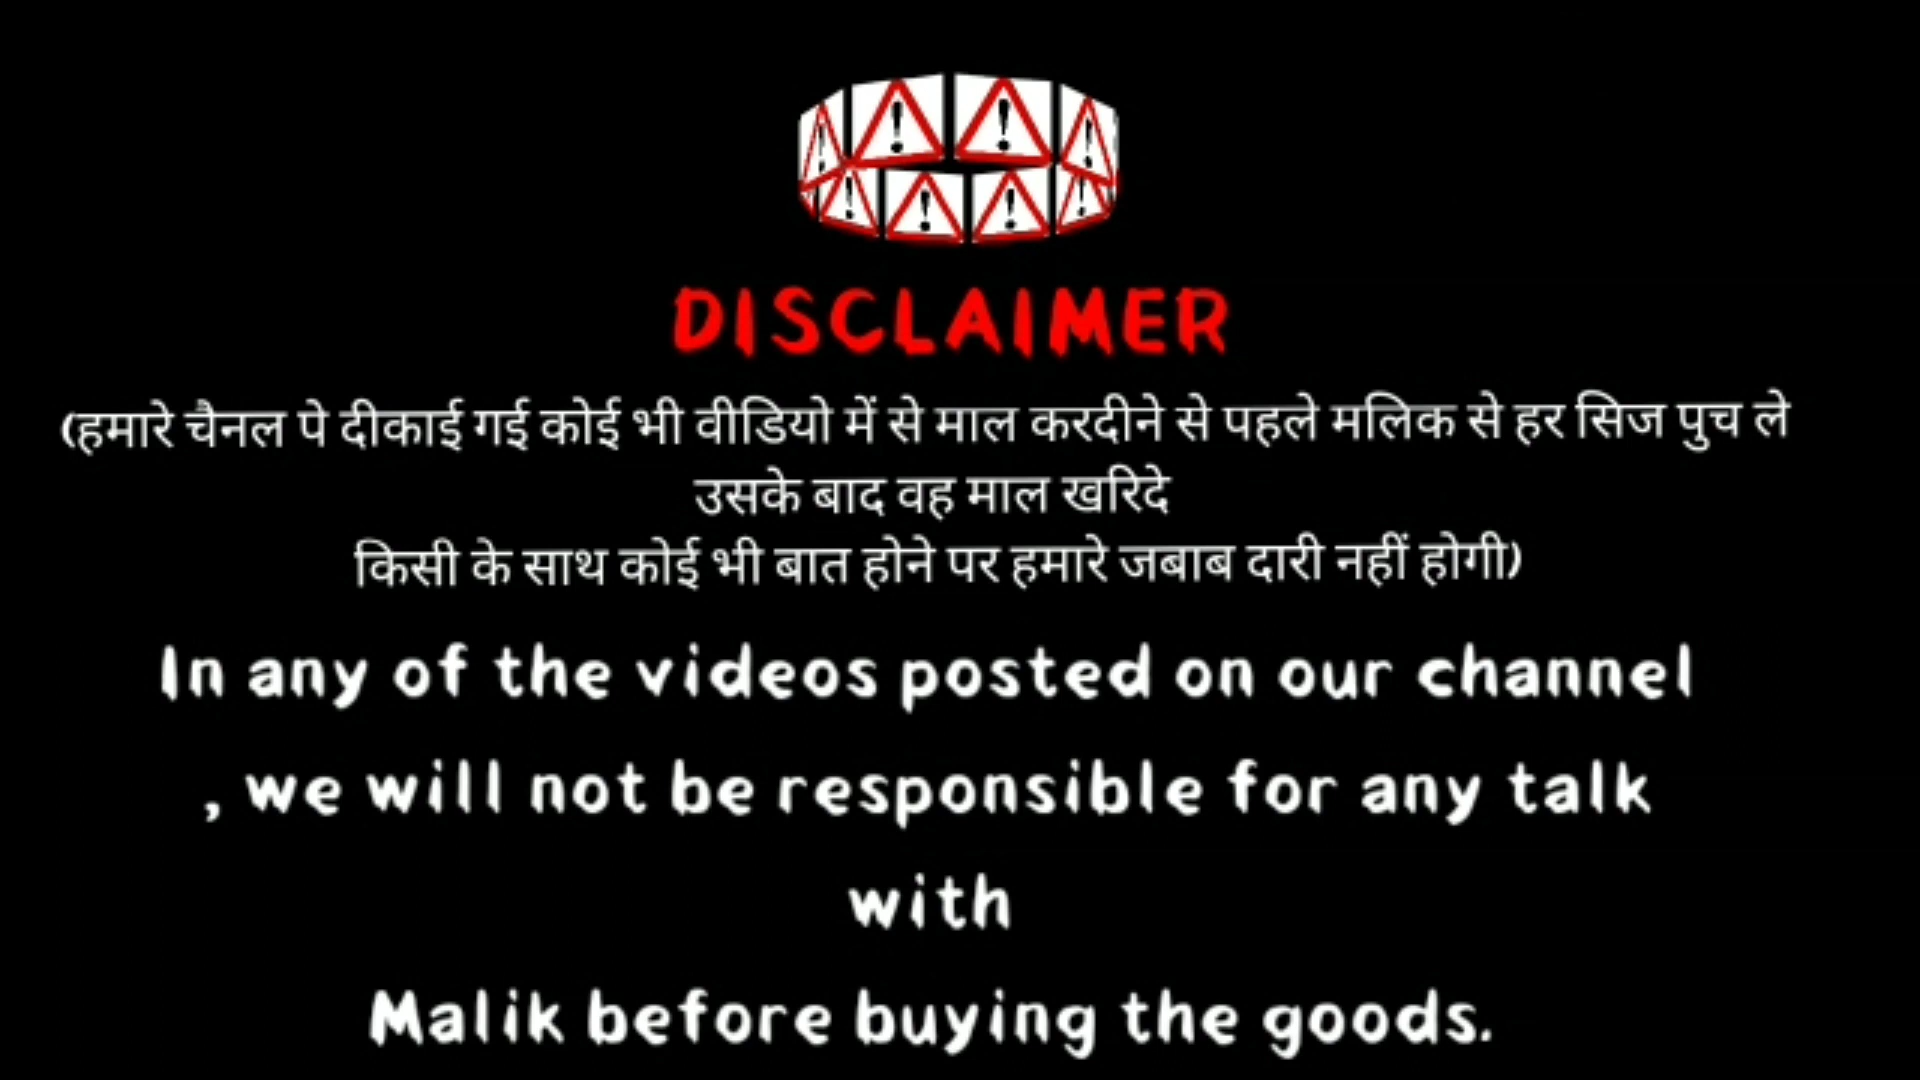 DISCLAIMER
(हमारे चैनल पे दीकाई गई कोई भी वीडियो में से माल करदीने से पहले मलिक से हर सिज पुच ले
उसके बाद वह माल खरिदे
किसी के साथ कोई भी बात होने पर हमारे जबाब दारी नहीं होगी)
In any of the videos posted on our channel
, we will not be responsible for any talk
with
Malik before buying the goods.